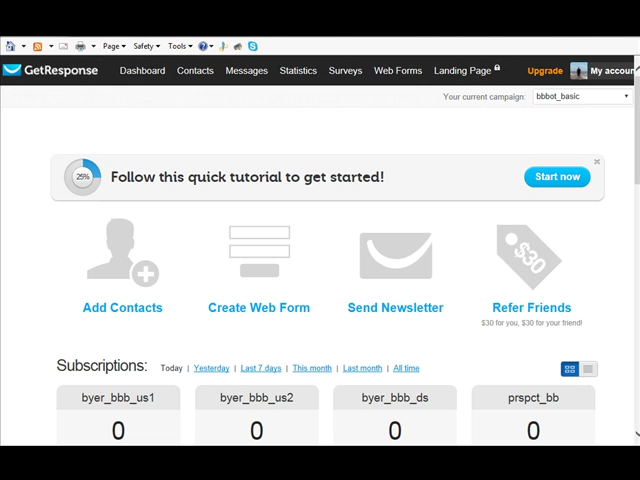 Page Safety Tools
GetResponse Dashboard Contacts Messages Statistics Surveys Web Forms Landing Page Upgrade My accoun
Your current campaign: bbbot_basic
25% Follow this quick tutorial to get started! Start now
$30
Add Contacts Create Web Form Send Newsletter Refer Friends
$30 for you, $30 for your friend!
Subscriptions: Today | Yesterday | Last 7 days | This month | Last month | All time
byer_bbb_us1 byer_bbb_us2 byer_bbb_ds prspct_bb
0 0 0 0